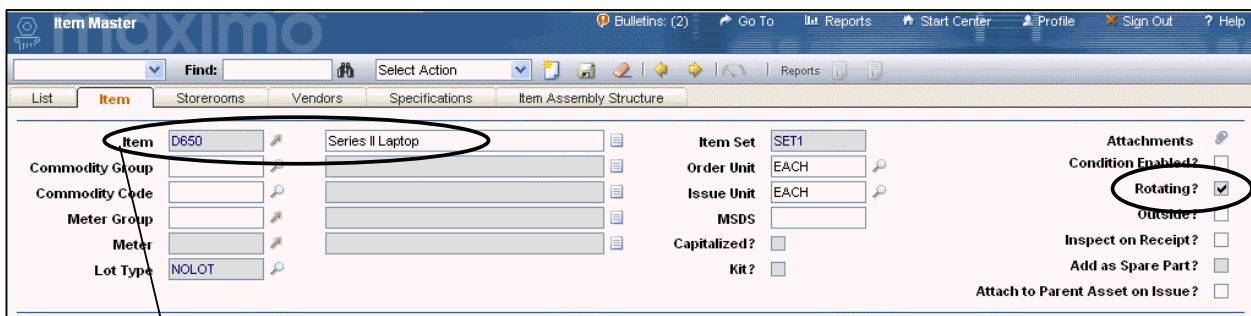 Item Master
Bulletins: (2) Go To Reports Start Center Profile Sign Out ? Help
maximo
Find: Select Action Reports
List Item Storerooms Vendors Specifications Item Assembly Structure
Item D650 Series II Laptop Item Set SET1 Attachments
Commodity Group Order Unit EACH Condition Enabled?
Commodity Code Issue Unit EACH Rotating?
Meter Group MSDS Outside?
Meter Capitalized? Inspect on Receipt?
Lot Type NOLOT Kit? Add as Spare Part?
Attach to Parent Asset on Issue?